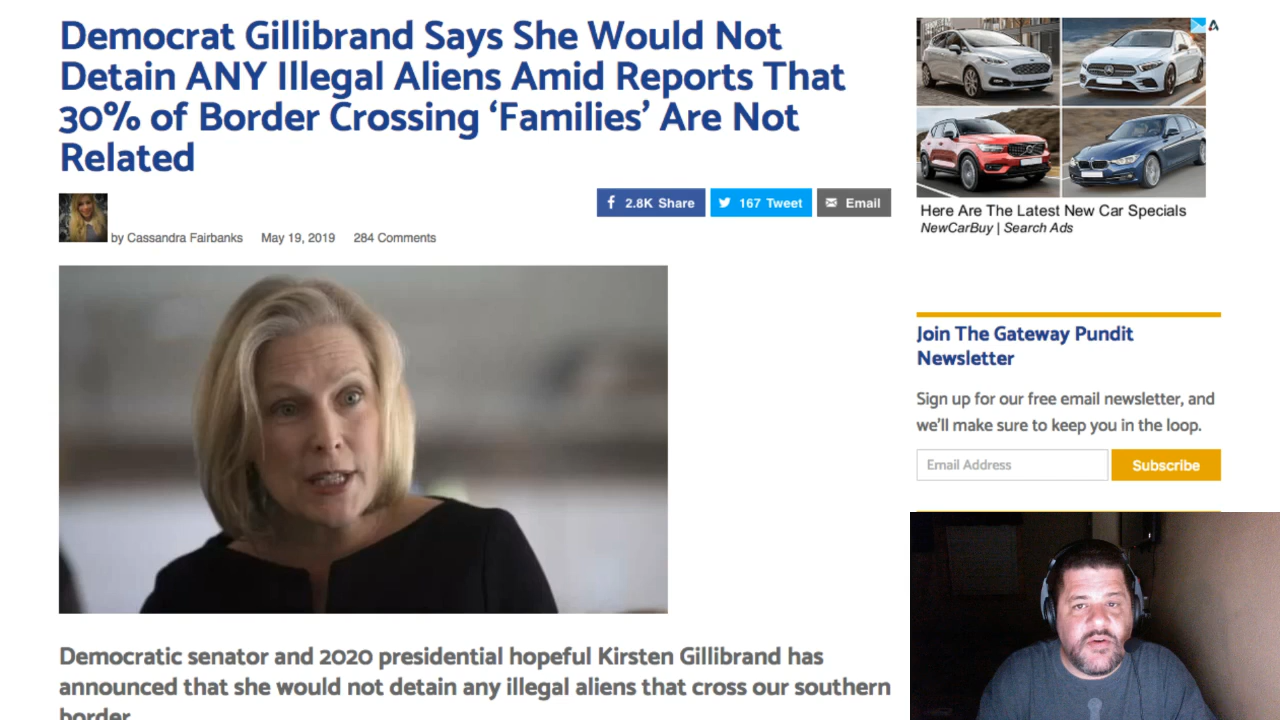 Democrat Gillibrand Says She Would Not
Detain ANY Illegal Aliens Amid Reports That
30% of Border Crossing ‘Families’ Are Not
Related
2.8K Share
167 Tweet
Email
by Cassandra Fairbanks May 19, 2019 284 Comments
Democratic senator and 2020 presidential hopeful Kirsten Gillibrand has
announced that she would not detain any illegal aliens that cross our southern
border
Here Are The Latest New Car Specials
NewCarBuy | Search Ads
Join The Gateway Pundit
Newsletter
Sign up for our free email newsletter, and
we'll make sure to keep you in the loop.
Email Address
Subscribe